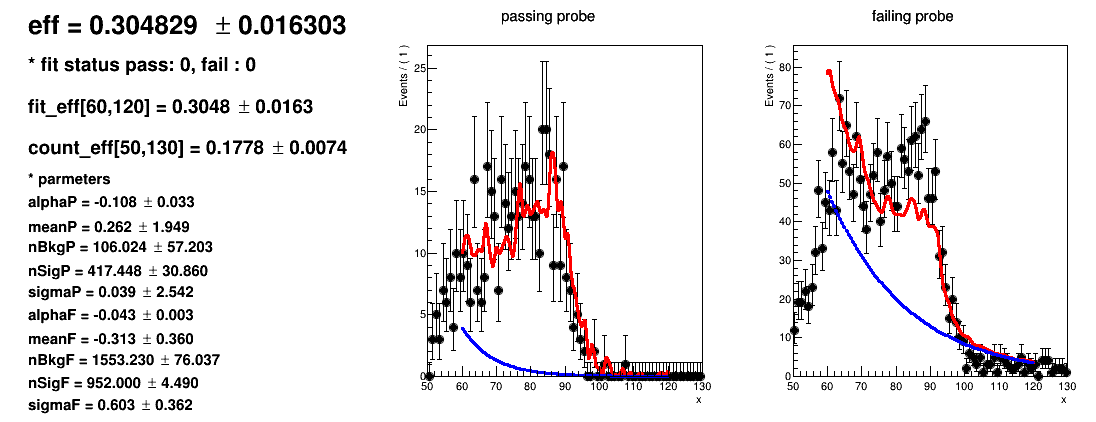 eff = 0.304829 ± 0.016303
* fit status pass: 0, fail : 0
fit_eff[60,120] = 0.3048 ± 0.0163
count_eff[50,130] = 0.1778 ± 0.0074
* parmeters
alphaP = -0.108 ± 0.033
meanP = 0.262 ± 1.949
nBkgP = 106.024 ± 57.203
nSigP = 417.448 ± 30.860
sigmaP = 0.039 ± 2.542
alphaF = -0.043 ± 0.003
meanF = -0.313 ± 0.360
nBkgF = 1553.230 ± 76.037
nSigF = 952.000 ± 4.490
sigmaF = 0.603 ± 0.362
passing probe
Events / ( 1 )
25
20
15
10
5
0
50 60 70 80 90 100 110 120 130
x
failing probe
Events / ( 1 )
80
70
60
50
40
30
20
10
0
50 60 70 80 90 100 110 120 130
x